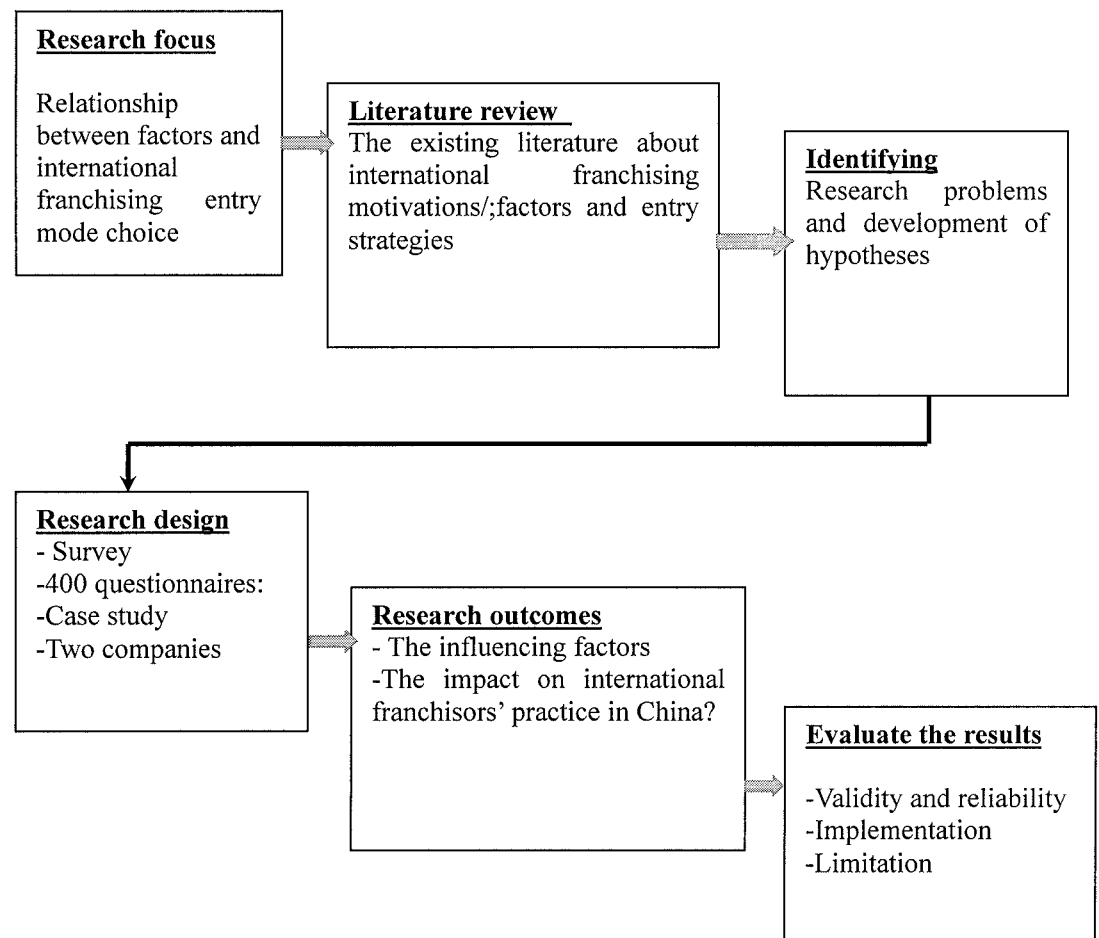 Research focus
Relationship
between factors and
international
franchising entry
mode choice
Literature review
The existing literature about
international franchising
motivations/;factors and entry
strategies
Identifying
Research problems
and development of
hypotheses
Research design
- Survey
-400 questionnaires:
-Case study
-Two companies
Research outcomes
- The influencing factors
-The impact on international
franchisors’ practice in China?
Evaluate the results
-Validity and reliability
-Implementation
-Limitation